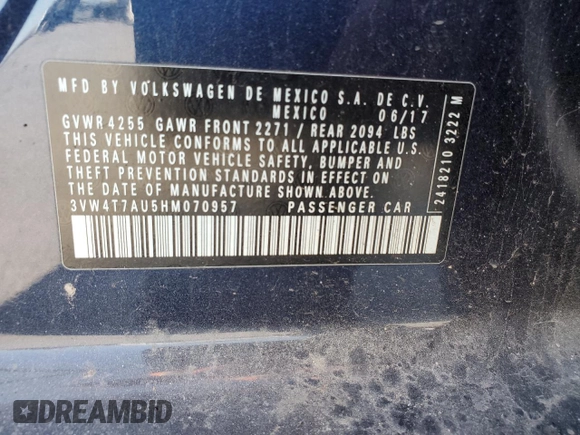 MFD BY VOLKSWAGEN DE MEXICO S.A. DE C.V.
MEXICO 06/17
GVWR 4255 GAWR FRONT 2271 / REAR 2094 LBS
THIS VEHICLE CONFORMS TO ALL APPLICABLE U.S.
FEDERAL MOTOR VEHICLE SAFETY, BUMPER AND
THEFT PREVENTION STANDARDS IN EFFECT ON
THE DATE OF MANUFACTURE SHOWN ABOVE.
3VW4T7AU5HM070957 PASSENGER CAR
2418210 3222 M
DREAMBID